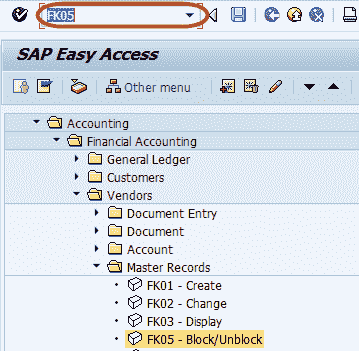 FK05
SAP Easy Access
Other menu
Accounting
Financial Accounting
General Ledger
Customers
Vendors
Document Entry
Document
Account
Master Records
FK01 - Create
FK02 - Change
FK03 - Display
FK05 - Block/Unblock